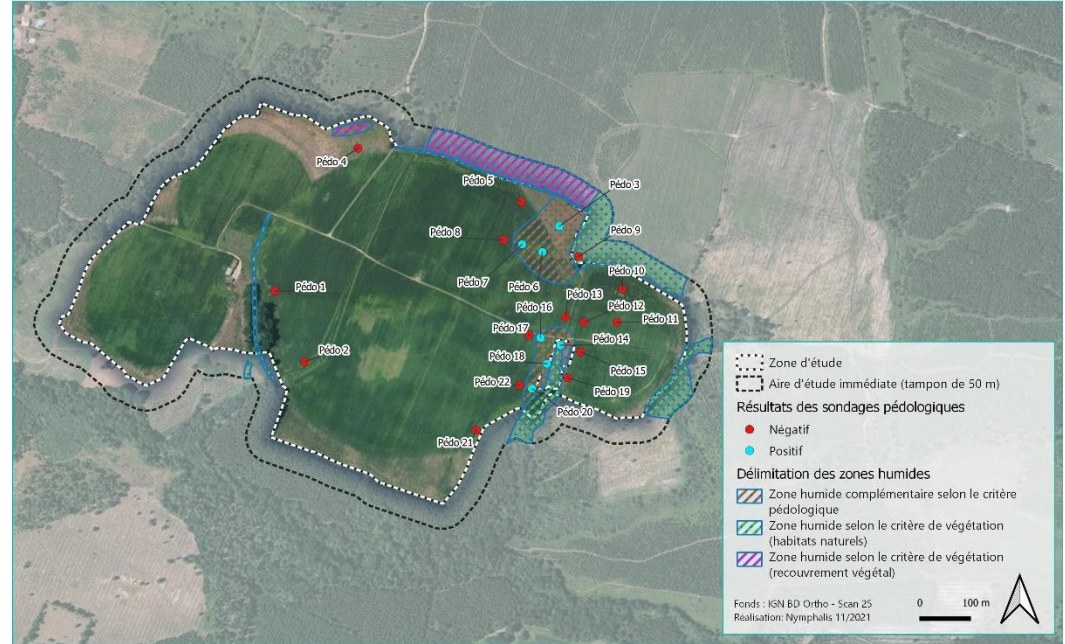 Pédo 4
Pédo 5
Pédo 3
Pédo 8
Pédo 9
Pédo 7
Pédo 6
Pédo 10
Pédo 1
Pédo 16
Pédo 13
Pédo 12
Pédo 11
Pédo 17
Pédo 14
Pédo 2
Pédo 18
Pédo 15
Pédo 22
Pédo 19
Pédo 20
Pédo 21
Zone d'étude
Aire d'étude immédiate (tampon de 50 m)
Résultats des sondages pédologiques
Négatif
Positif
Délimitation des zones humides
Zone humide complémentaire selon le critère
pédologique
Zone humide selon le critère de végétation
(habitats naturels)
Zone humide selon le critère de végétation
(recouvrement végétal)
Fonds : IGN BD Ortho - Scan 25
Réalisation: Nymphalis 11/2021
0 100 m